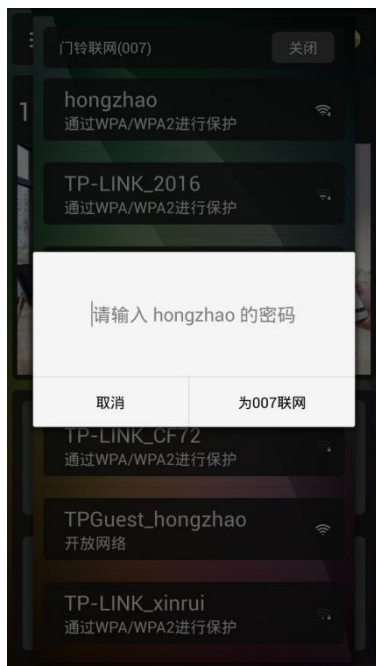 门铃联网(007)
关闭
1
hongzhao
通过WPA/WPA2进行保护
TP-LINK_2016
通过WPA/WPA2进行保护
请输入 hongzhao 的密码
取消
为007联网
TP-LINK_CF72
通过WPA/WPA2进行保护
TPGuest_hongzhao
开放网络
TP-LINK_xinrui
通过WPA/WPA2进行保护